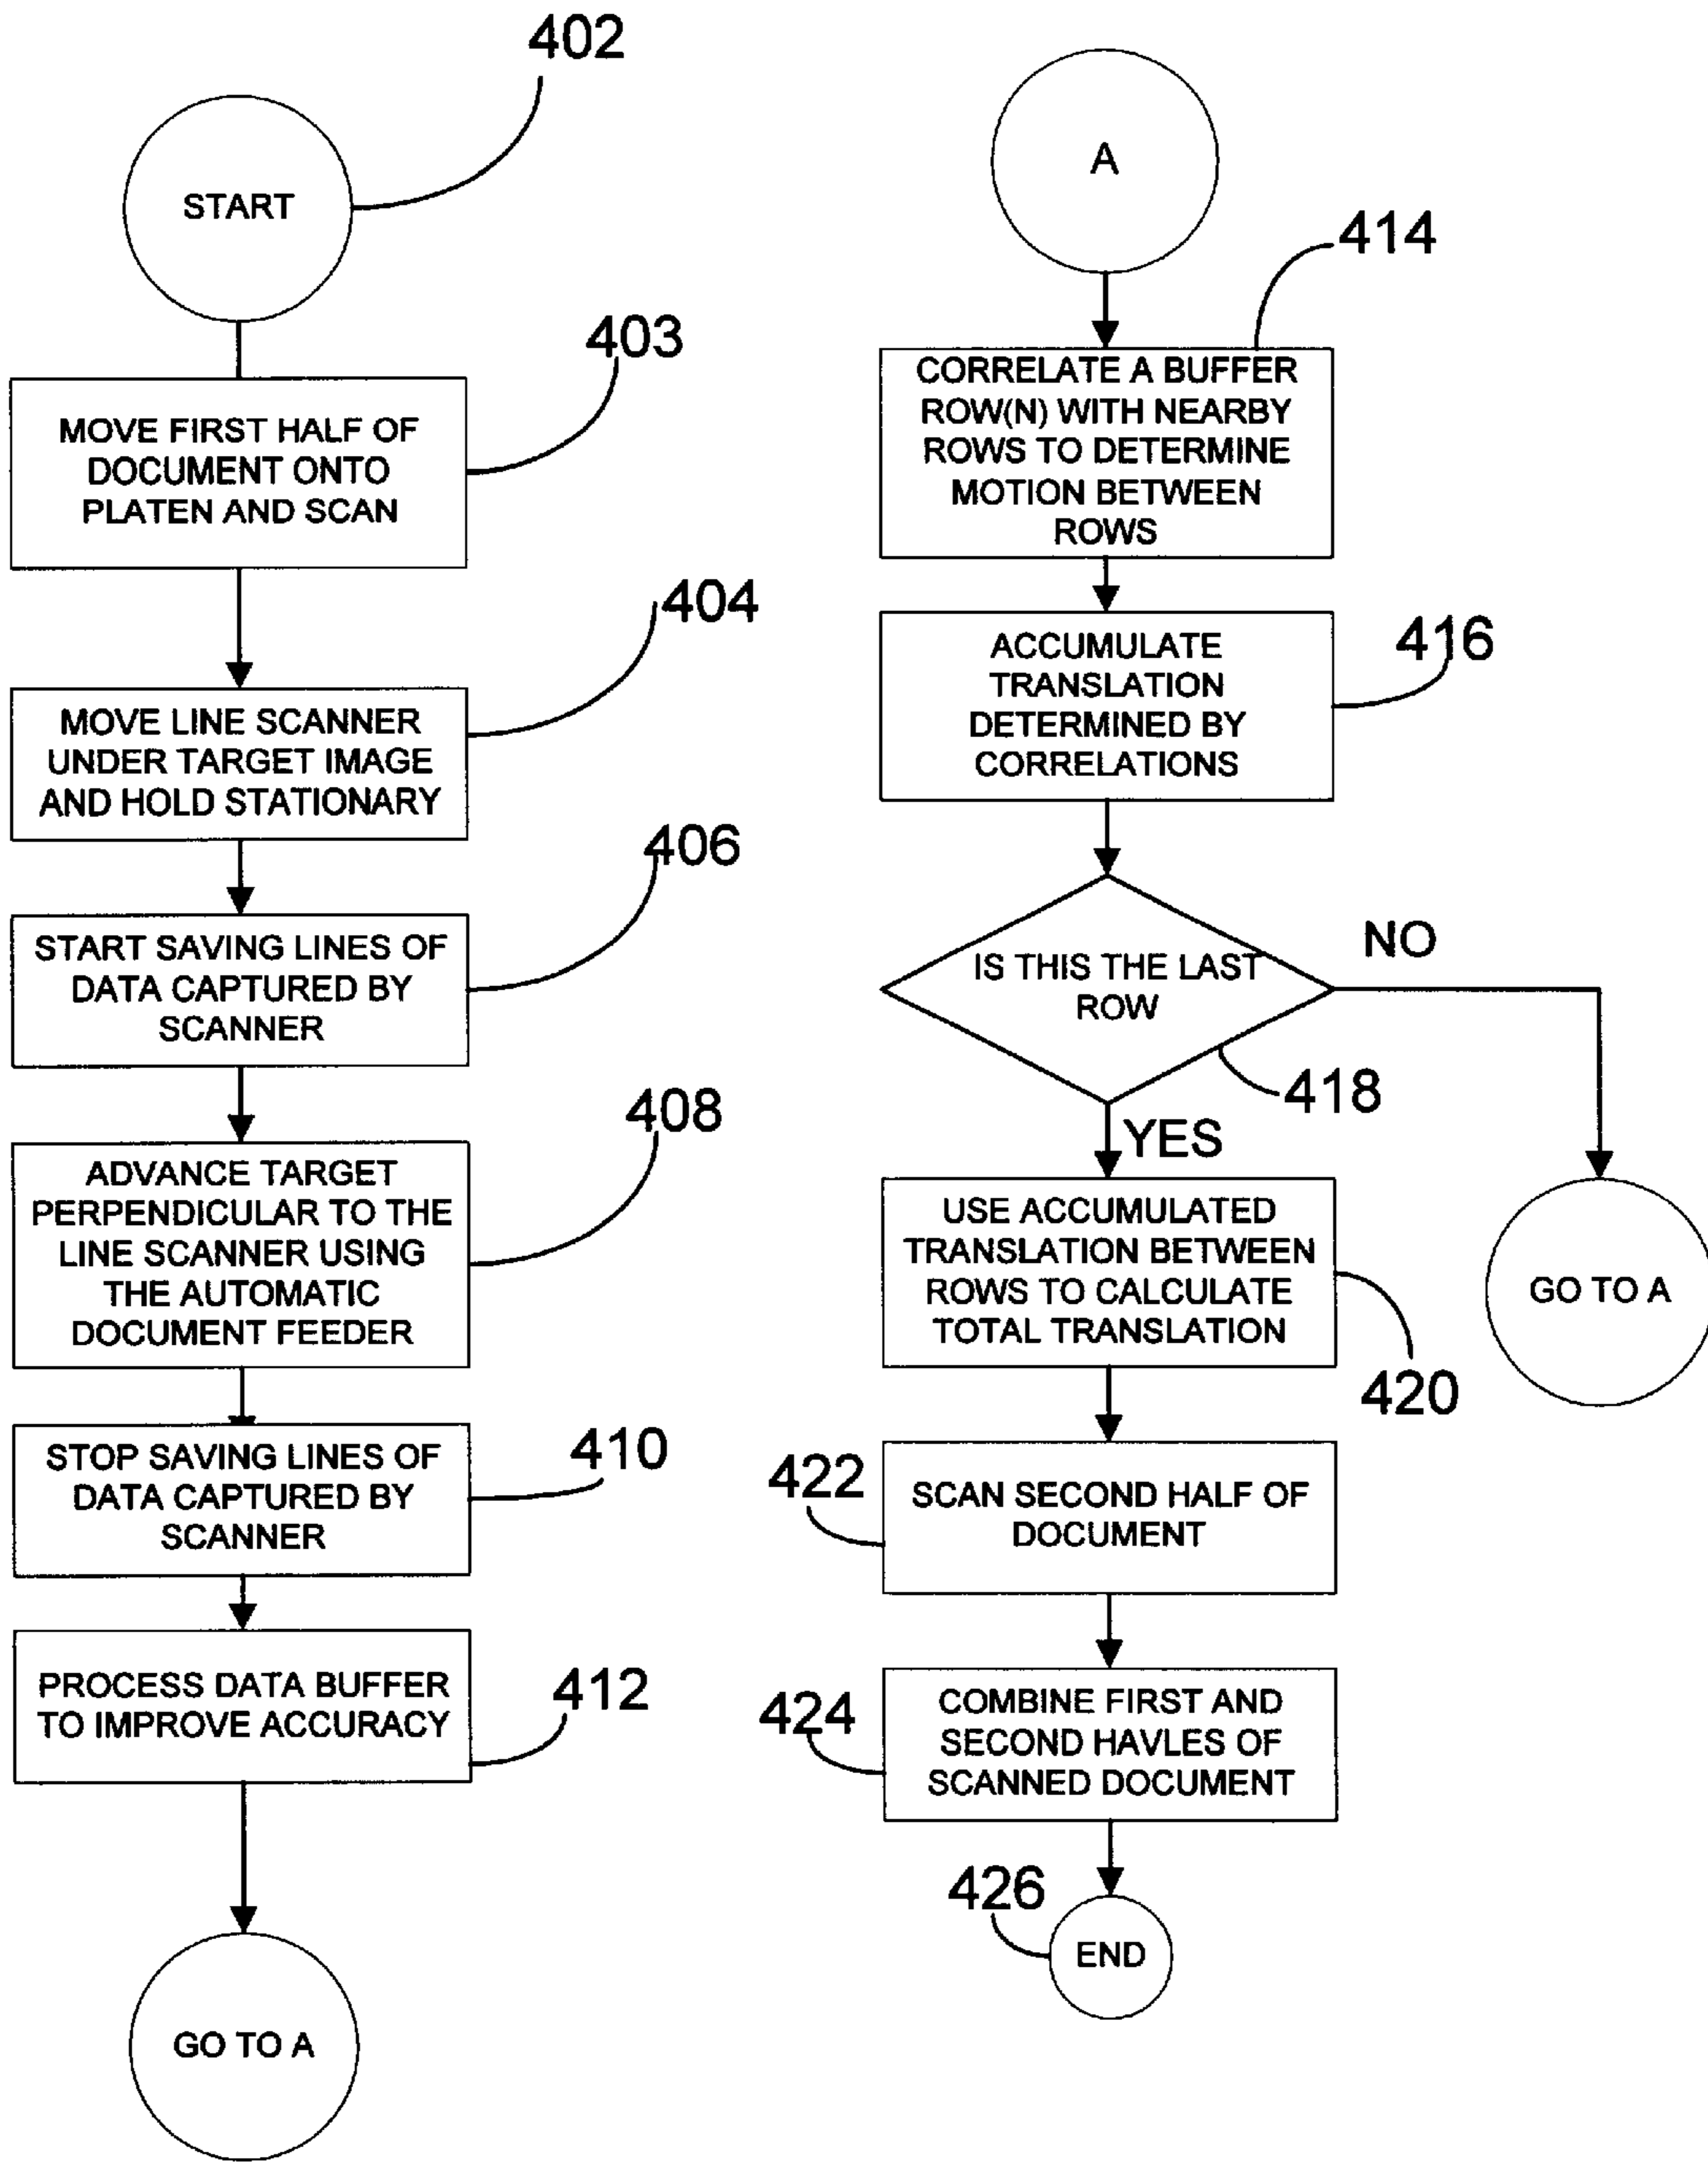 402
START
403
MOVE FIRST HALF OF
DOCUMENT ONTO
PLATEN AND SCAN
404
MOVE LINE SCANNER
UNDER TARGET IMAGE
AND HOLD STATIONARY
406
START SAVING LINES OF
DATA CAPTURED BY
SCANNER
408
ADVANCE TARGET
PERPENDICULAR TO THE
LINE SCANNER USING
THE AUTOMATIC
DOCUMENT FEEDER
410
STOP SAVING LINES OF
DATA CAPTURED BY
SCANNER
412
PROCESS DATA BUFFER
TO IMPROVE ACCURACY
GO TO A
A
414
CORRELATE A BUFFER
ROW(N) WITH NEARBY
ROWS TO DETERMINE
MOTION BETWEEN
ROWS
416
ACCUMULATE
TRANSLATION
DETERMINED BY
CORRELATIONS
IS THIS THE LAST
ROW
NO
418
YES
GO TO A
USE ACCUMULATED
TRANSLATION BETWEEN
ROWS TO CALCULATE
TOTAL TRANSLATION
420
422
SCAN SECOND HALF OF
DOCUMENT
424
COMBINE FIRST AND
SECOND HAVLES OF
SCANNED DOCUMENT
426
END